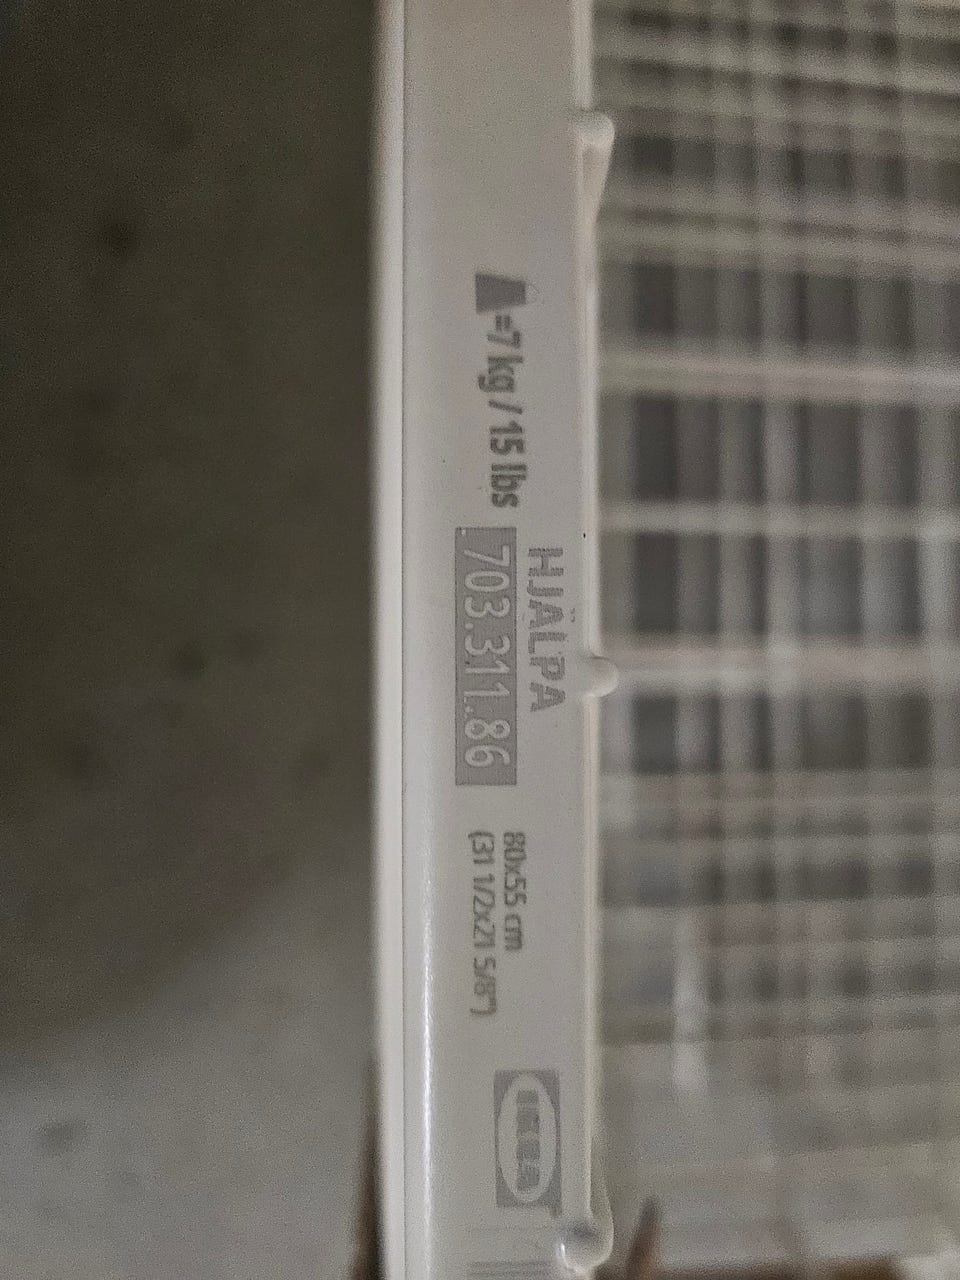 =7 kg / 15 lbs
HJÄLPA
703.311.86
80x55 cm
(31 1/2x21 5/8")
IKEA